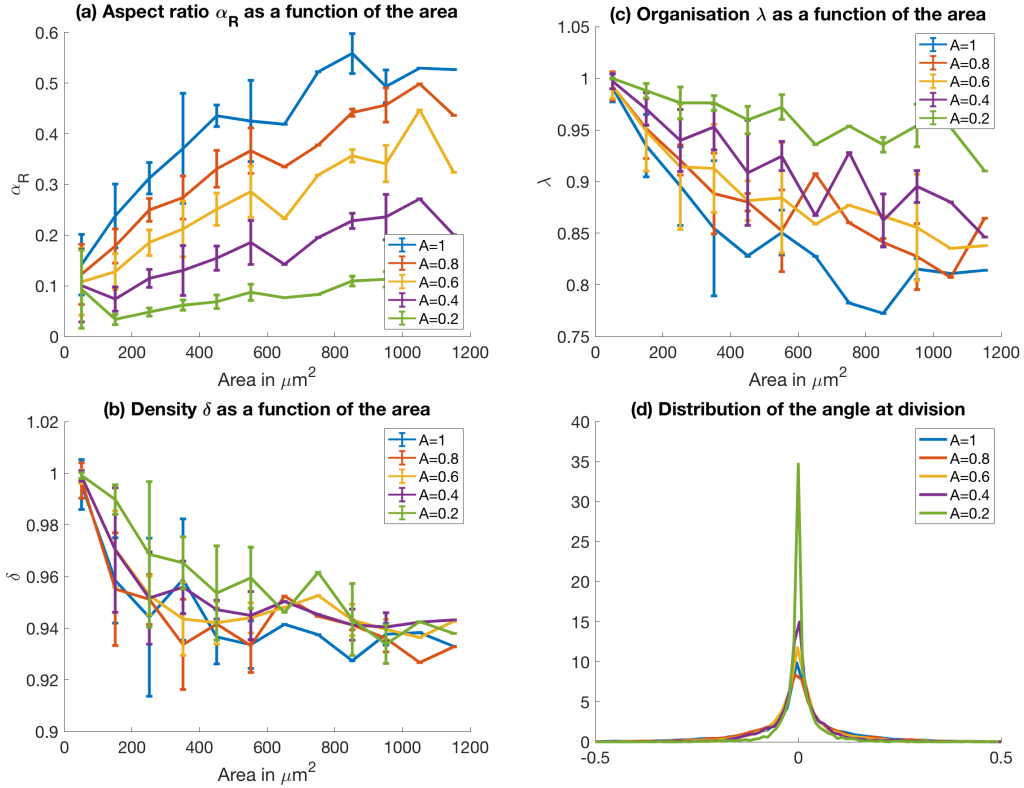 (a) Aspect ratio α_R as a function of the area
0.6
0.5
0.4
0.3
0.2
0.1
0
α_R
0 200 400 600 800 1000 1200
Area in μm²
A=1
A=0.8
A=0.6
A=0.4
A=0.2
(c) Organisation λ as a function of the area
1.05
1
0.95
0.9
0.85
0.8
0.75
λ
0 200 400 600 800 1000 1200
Area in μm²
A=1
A=0.8
A=0.6
A=0.4
A=0.2
(b) Density δ as a function of the area
1.02
1
0.98
0.96
0.94
0.92
0.9
δ
0 200 400 600 800 1000 1200
Area in μm²
A=1
A=0.8
A=0.6
A=0.4
A=0.2
(d) Distribution of the angle at division
40
35
30
25
20
15
10
5
0
-0.5 0 0.5
A=1
A=0.8
A=0.6
A=0.4
A=0.2